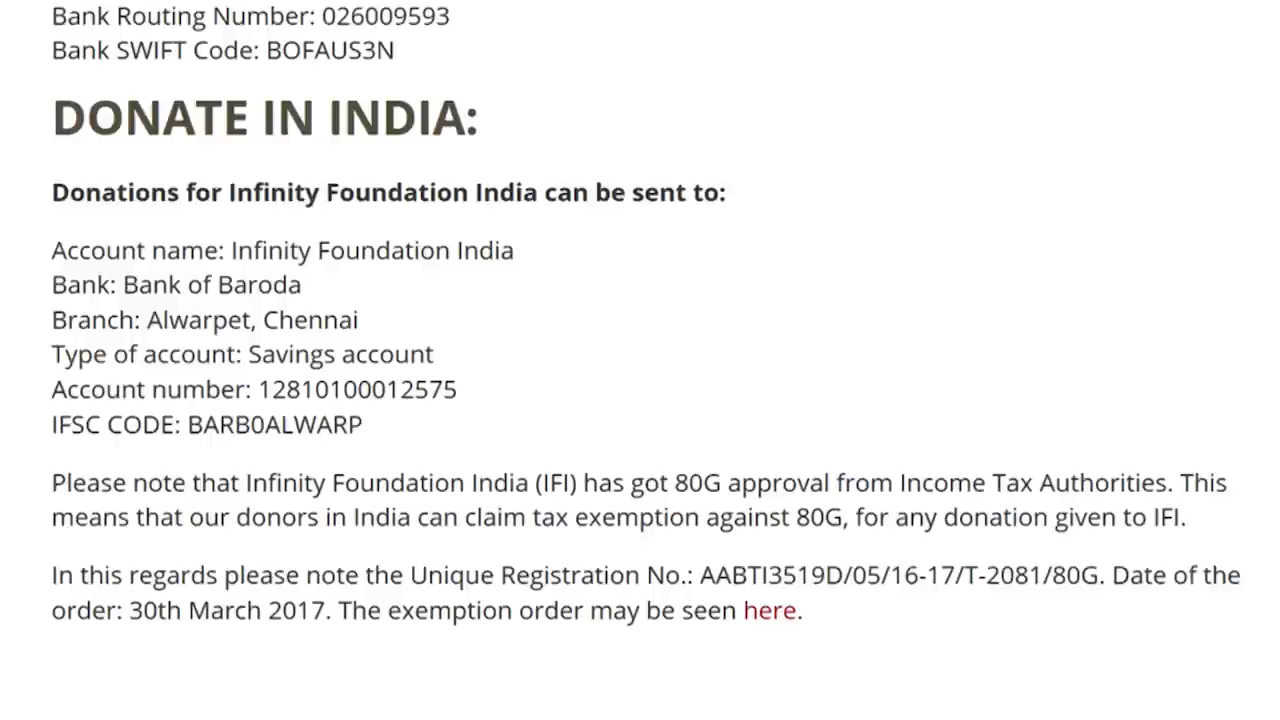 Bank Routing Number: 026009593
Bank SWIFT Code: BOFAUS3N
DONATE IN INDIA:
Donations for Infinity Foundation India can be sent to:
Account name: Infinity Foundation India
Bank: Bank of Baroda
Branch: Alwarpet, Chennai
Type of account: Savings account
Account number: 12810100012575
IFSC CODE: BARB0ALWARP
Please note that Infinity Foundation India (IFI) has got 80G approval from Income Tax Authorities. This
means that our donors in India can claim tax exemption against 80G, for any donation given to IFI.
In this regards please note the Unique Registration No.: AABTI3519D/05/16-17/T-2081/80G. Date of the
order: 30th March 2017. The exemption order may be seen here.